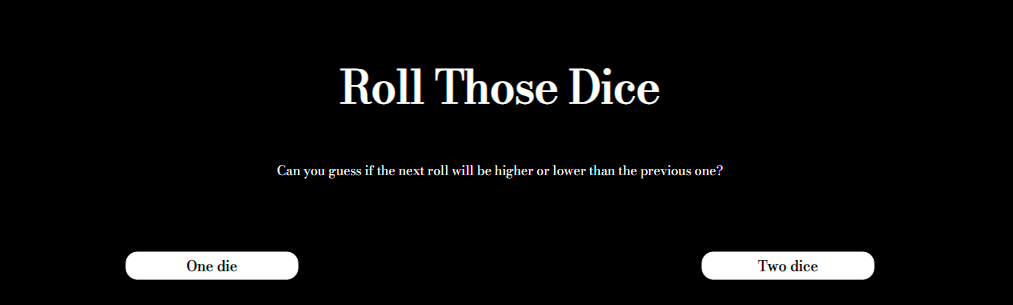 Roll Those Dice
Can you guess if the next roll will be higher or lower than the previous one?
One die
Two dice